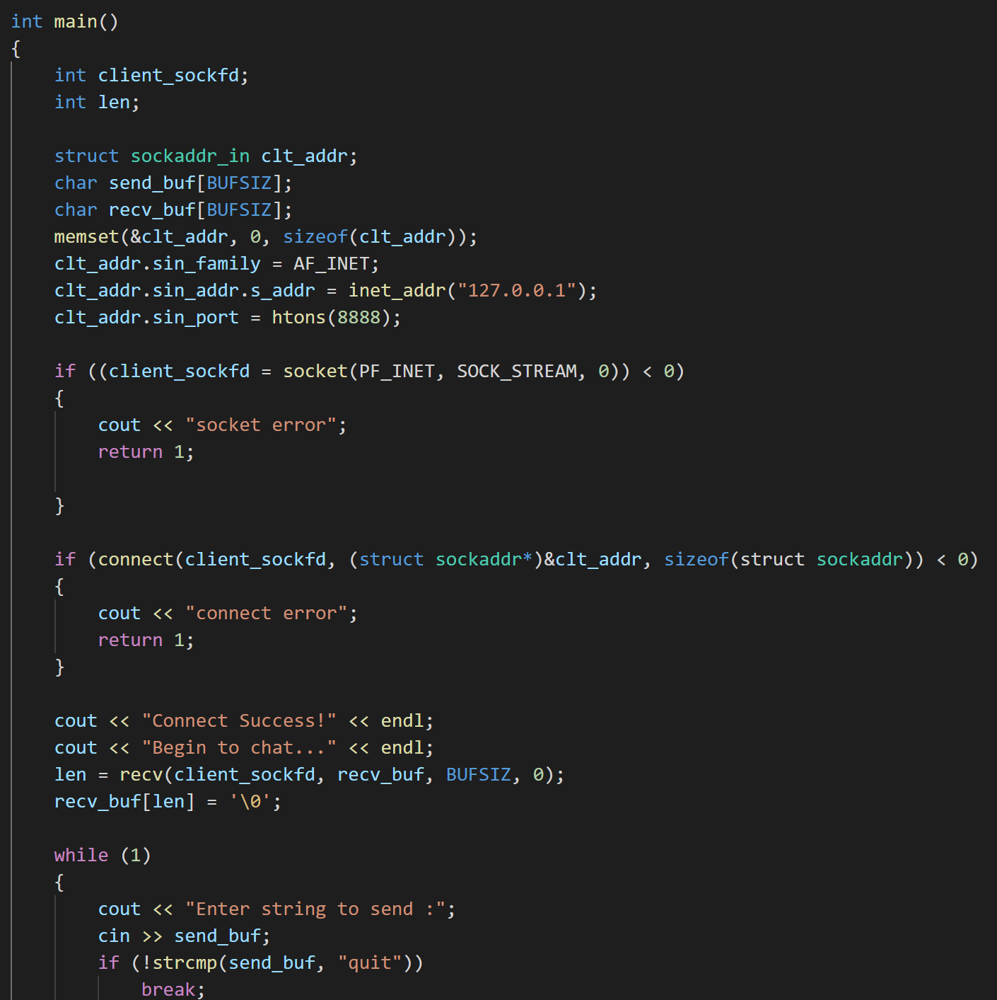 int main()
{
    int client_sockfd;
    int len;

    struct sockaddr_in clt_addr;
    char send_buf[BUFSIZ];
    char recv_buf[BUFSIZ];
    memset(&clt_addr, 0, sizeof(clt_addr));
    clt_addr.sin_family = AF_INET;
    clt_addr.sin_addr.s_addr = inet_addr("127.0.0.1");
    clt_addr.sin_port = htons(8888);

    if ((client_sockfd = socket(PF_INET, SOCK_STREAM, 0)) < 0)
    {
        cout << "socket error";
        return 1;

    }

    if (connect(client_sockfd, (struct sockaddr*)&clt_addr, sizeof(struct sockaddr)) < 0)
    {
        cout << "connect error";
        return 1;
    }

    cout << "Connect Success!" << endl;
    cout << "Begin to chat..." << endl;
    len = recv(client_sockfd, recv_buf, BUFSIZ, 0);
    recv_buf[len] = '\0';

    while (1)
    {
        cout << "Enter string to send :";
        cin >> send_buf;
        if (!strcmp(send_buf, "quit"))
            break;